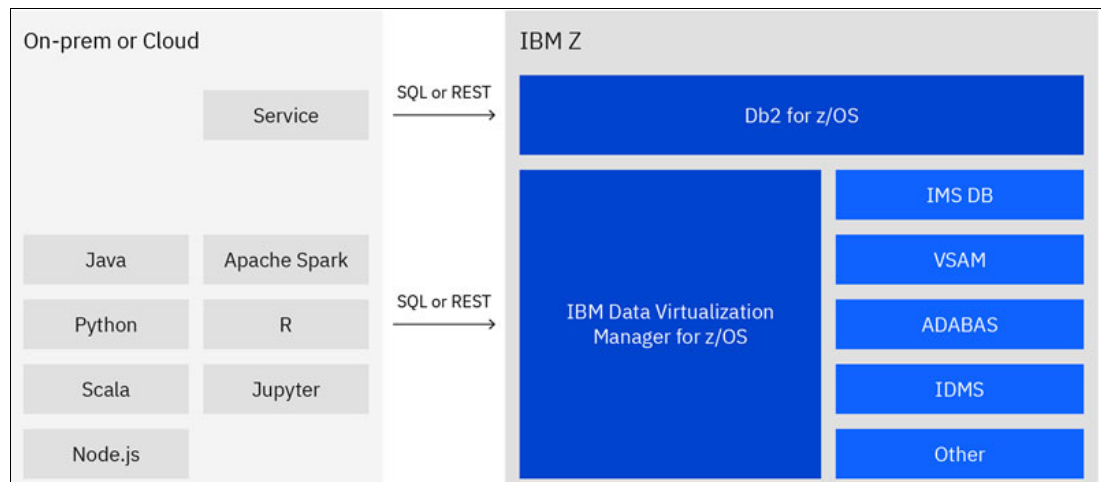 On-prem or Cloud
Service
Java
Apache Spark
Python
R
Scala
Jupyter
Node.js
SQL or REST
SQL or REST
IBM Z
Db2 for z/OS
IBM Data Virtualization
Manager for z/OS
IMS DB
VSAM
ADABAS
IDMS
Other